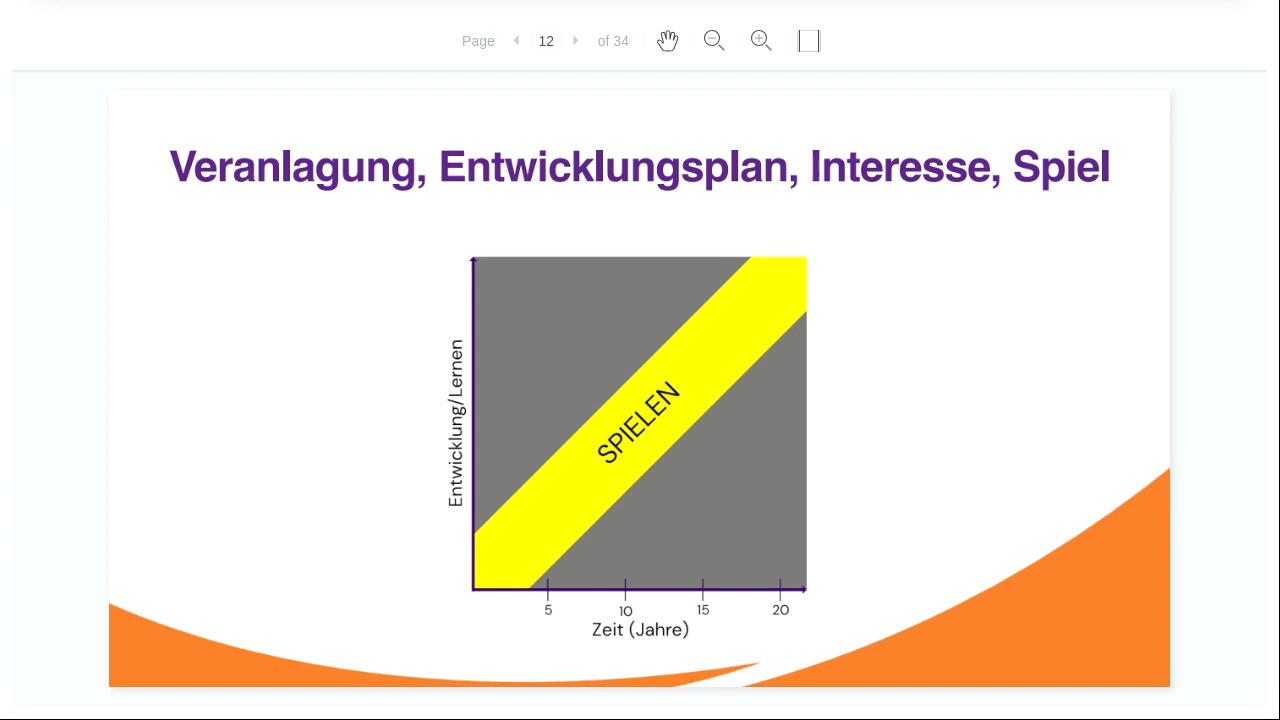 Page 12 of 34
Veranlagung, Entwicklungsplan, Interesse, Spiel
Entwicklung/Lernen
SPIELEN
5 10 15 20
Zeit (Jahre)